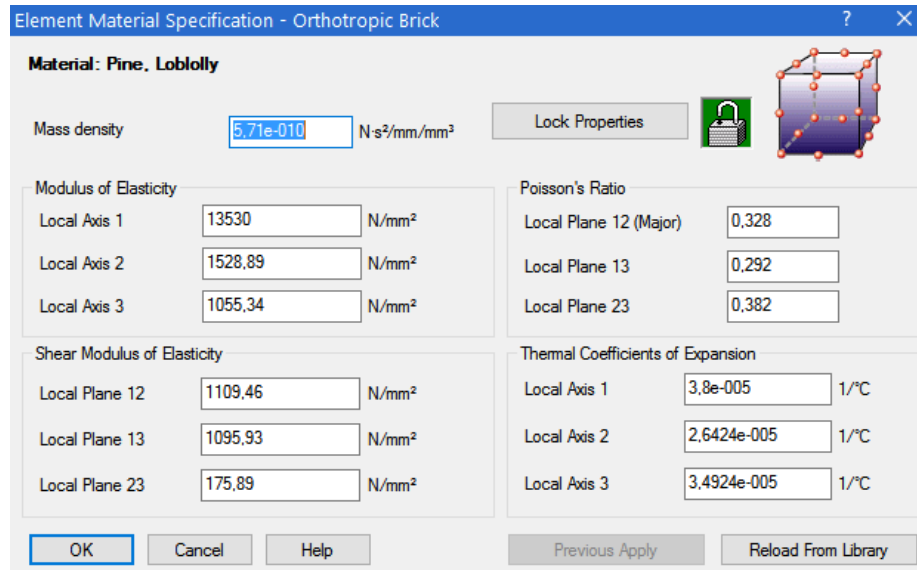 Element Material Specification - Orthotropic Brick ? ×
Material: Pine, Loblolly
Mass density 5,71e-010 N·s²/mm/mm³ Lock Properties
Modulus of Elasticity
Local Axis 1 13530 N/mm²
Local Axis 2 1528,89 N/mm²
Local Axis 3 1055,34 N/mm²
Poisson's Ratio
Local Plane 12 (Major) 0,328
Local Plane 13 0,292
Local Plane 23 0,382
Shear Modulus of Elasticity
Local Plane 12 1109,46 N/mm²
Local Plane 13 1095,93 N/mm²
Local Plane 23 175,89 N/mm²
Thermal Coefficients of Expansion
Local Axis 1 3,8e-005 1/°C
Local Axis 2 2,6424e-005 1/°C
Local Axis 3 3,4924e-005 1/°C
OK Cancel Help Previous Apply Reload From Library